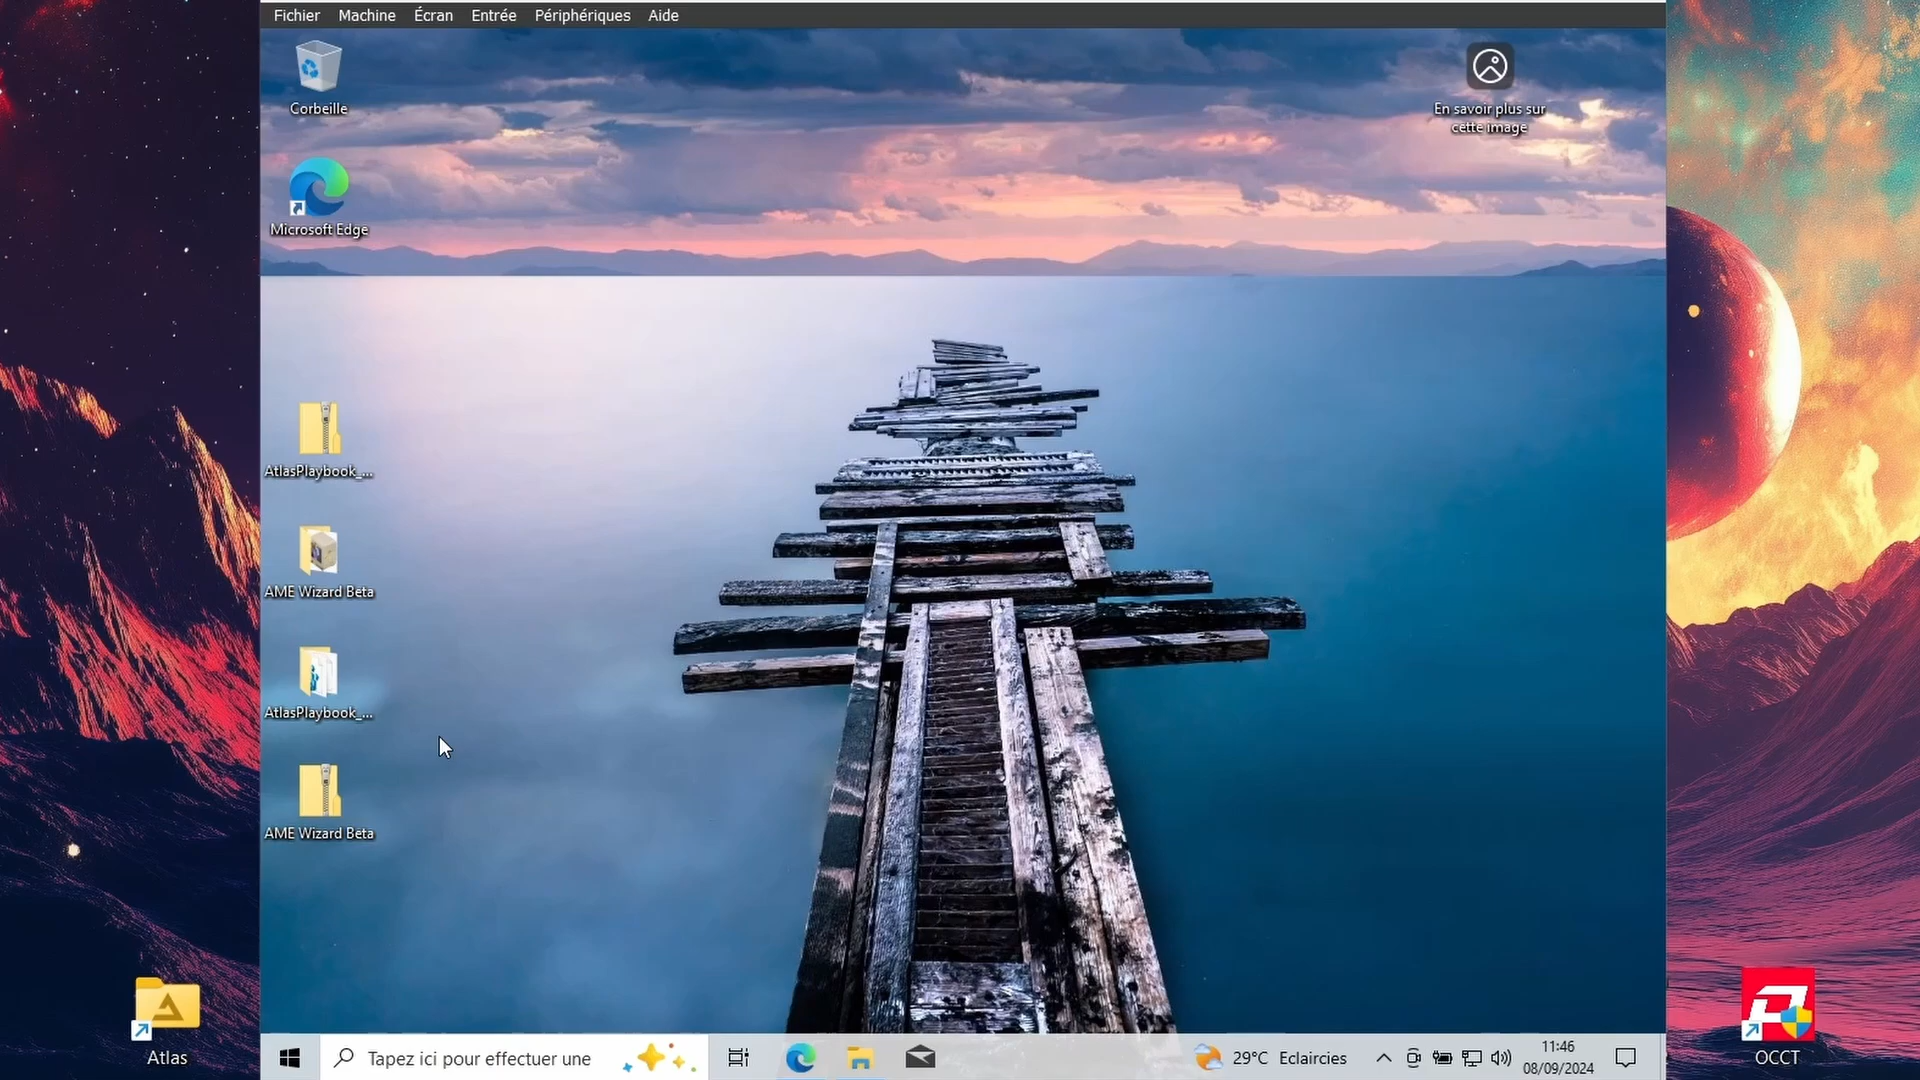 Fichier Machine Écran Entrée Périphériques Aide
Corbeille
En savoir plus sur
cette image
Microsoft Edge
AtlasPlaybook_...
AME Wizard Beta
AtlasPlaybook_...
AME Wizard Beta
Atlas
OCCT
Tapez ici pour effectuer une
29°C Eclaircies
11:46
08/09/2024